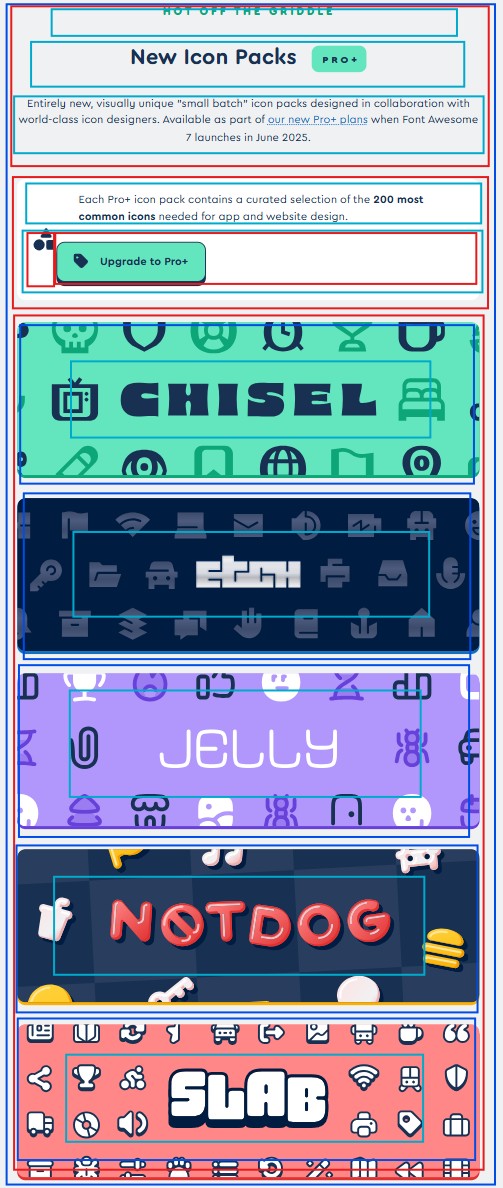 HOT OFF THE GRIDDLE
New Icon Packs PRO+
Entirely new, visually unique "small batch" icon packs designed in collaboration with
world-class icon designers. Available as part of our new Pro+ plans when Font Awesome
7 launches in June 2025.
Each Pro+ icon pack contains a curated selection of the 200 most
common icons needed for app and website design.
Upgrade to Pro+
CHISEL
etch
JELLY
NOTDOG
SLAB